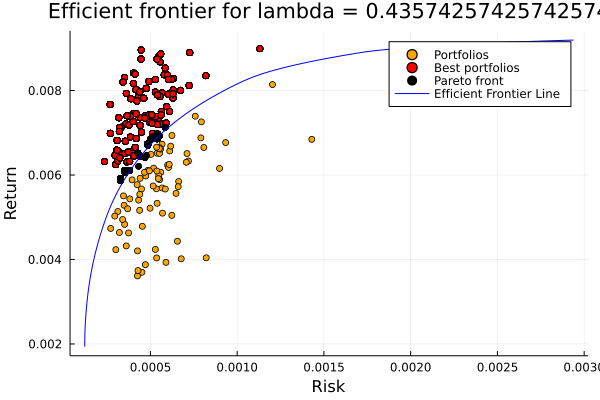 Efficient frontier for lambda = 0.43574257425742574
Portfolios
Best portfolios
Pareto front
Efficient Frontier Line
Return
0.008
0.006
0.004
0.002
0.0005
0.0010
0.0015
0.0020
0.0025
0.0030
Risk